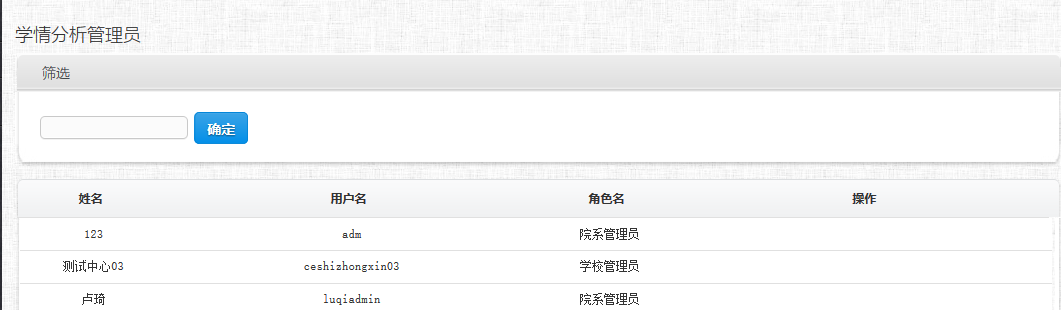 学情分析管理员
筛选
确定
姓名 用户名 角色名 操作
123 adm 院系管理员
测试中心03 ceshizhongxin03 学校管理员
卢琦 luqiadmin 院系管理员